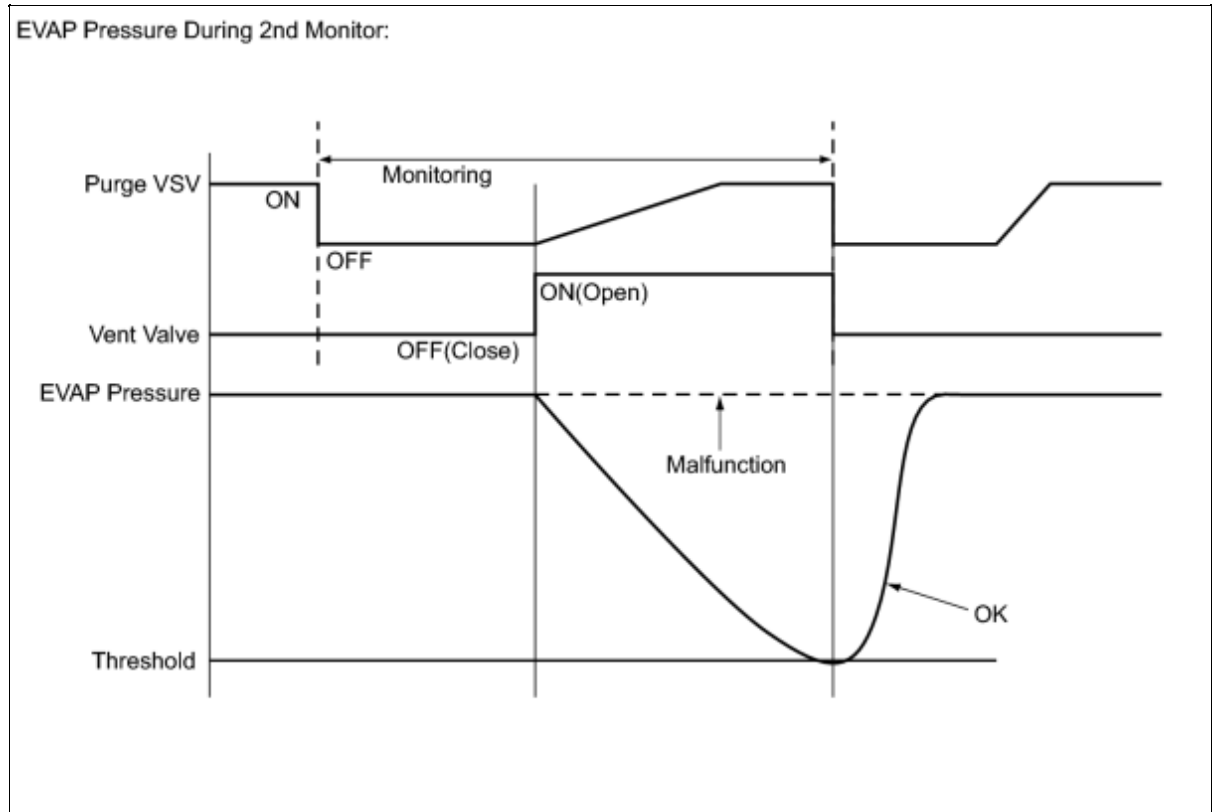 EVAP Pressure During 2nd Monitor:
Monitoring
Purge VSV
ON
OFF
ON(Open)
Vent Valve
OFF(Close)
EVAP Pressure
Malfunction
OK
Threshold